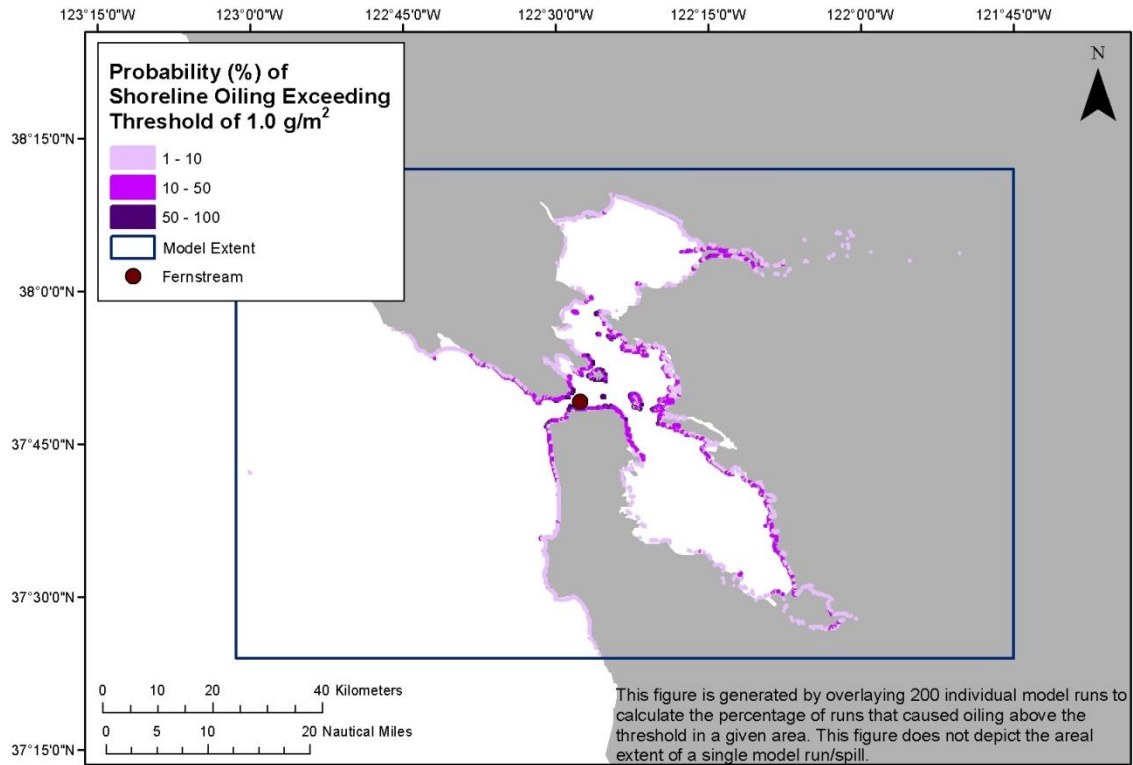 123°15'0"W 123°0'0"W 122°45'0"W 122°30'0"W 122°15'0"W 122°0'0"W 121°45'0"W
Probability (%) of
Shoreline Oiling Exceeding
Threshold of 1.0 g/m²
1 - 10
10 - 50
50 - 100
Model Extent
Fernstream
N
38°15'0"N
38°0'0"N
37°45'0"N
37°30'0"N
37°15'0"N
0 10 20 40 Kilometers
0 5 10 20 Nautical Miles
This figure is generated by overlaying 200 individual model runs to
calculate the percentage of runs that caused oiling above the
threshold in a given area. This figure does not depict the areal
extent of a single model run/spill.